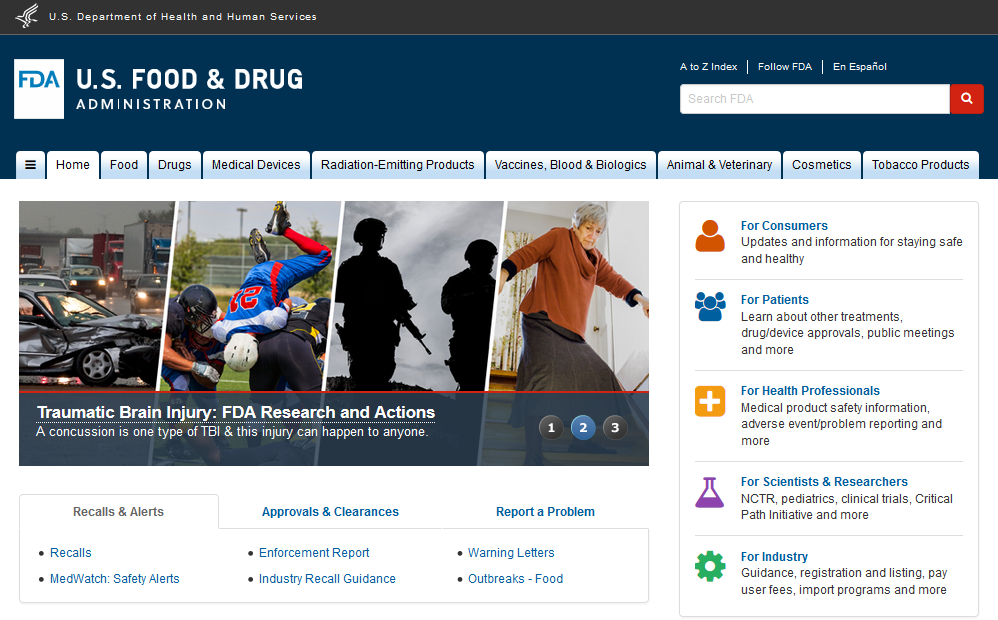 U.S. Department of Health and Human Services
FDA U.S. FOOD & DRUG
ADMINISTRATION
A to Z Index
Follow FDA
En Español
Search FDA
Home
Food
Drugs
Medical Devices
Radiation-Emitting Products
Vaccines, Blood & Biologics
Animal & Veterinary
Cosmetics
Tobacco Products
12
Traumatic Brain Injury: FDA Research and Actions
A concussion is one type of TBI & this injury can happen to anyone.
1 2 3
Recalls & Alerts
Approvals & Clearances
Report a Problem
Recalls
Enforcement Report
Warning Letters
MedWatch: Safety Alerts
Industry Recall Guidance
Outbreaks - Food
For Consumers
Updates and information for staying safe
and healthy
For Patients
Learn about other treatments,
drug/device approvals, public meetings
and more
For Health Professionals
Medical product safety information,
adverse event/problem reporting and
more
For Scientists & Researchers
NCTR, pediatrics, clinical trials, Critical
Path Initiative and more
For Industry
Guidance, registration and listing, pay
user fees, import programs and more